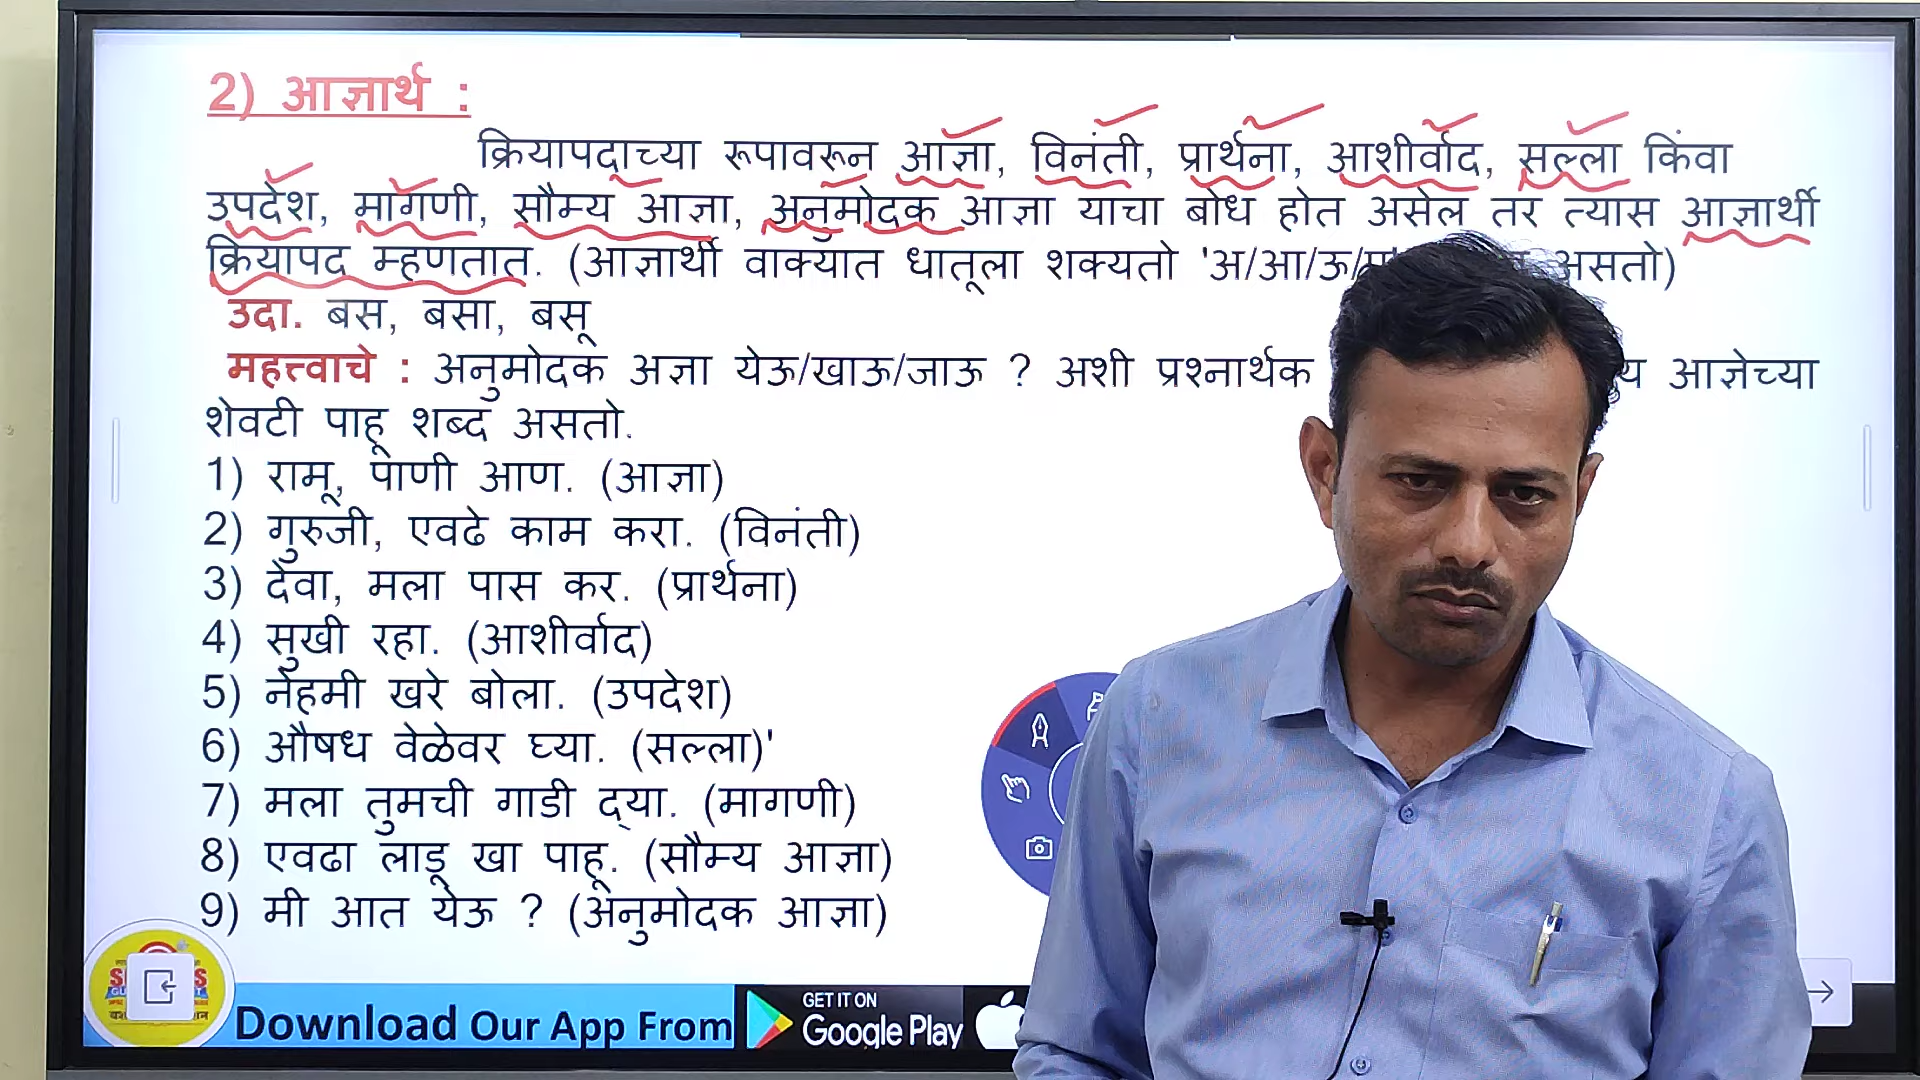 2) आज्ञार्थ :
क्रियापदाच्या रूपावरून आज्ञा, विनंती, प्रार्थना, आशीर्वाद, सल्ला किंवा
उपदेश, मागणी, सौम्य आज्ञा, अनुमोदक आज्ञा याचा बोध होत असेल तर त्यास आज्ञार्थी
क्रियापद म्हणतात. (आज्ञार्थी वाक्यात धातूला शक्यतो 'अ/आ/ऊ/ असतो)
उदा. बस, बसा, बसू
महत्त्वाचे : अनुमोदक अज्ञा येऊ/खाऊ/जाऊ ? अशी प्रश्नार्थक आज्ञेच्या
शेवटी पाहू शब्द असतो.
1) रामू, पाणी आण. (आज्ञा)
2) गुरुजी, एवढे काम करा. (विनंती)
3) देवा, मला पास कर. (प्रार्थना)
4) सुखी रहा. (आशीर्वाद)
5) नेहमी खरे बोला. (उपदेश)
6) औषध वेळेवर घ्या. (सल्ला)'
7) मला तुमची गाडी द्‌या. (मागणी)
8) एवढा लाडू खा पाहू. (सौम्य आज्ञा)
9) मी आत येऊ ? (अनुमोदक आज्ञा)
Download Our App From
GET IT ON
Google Play